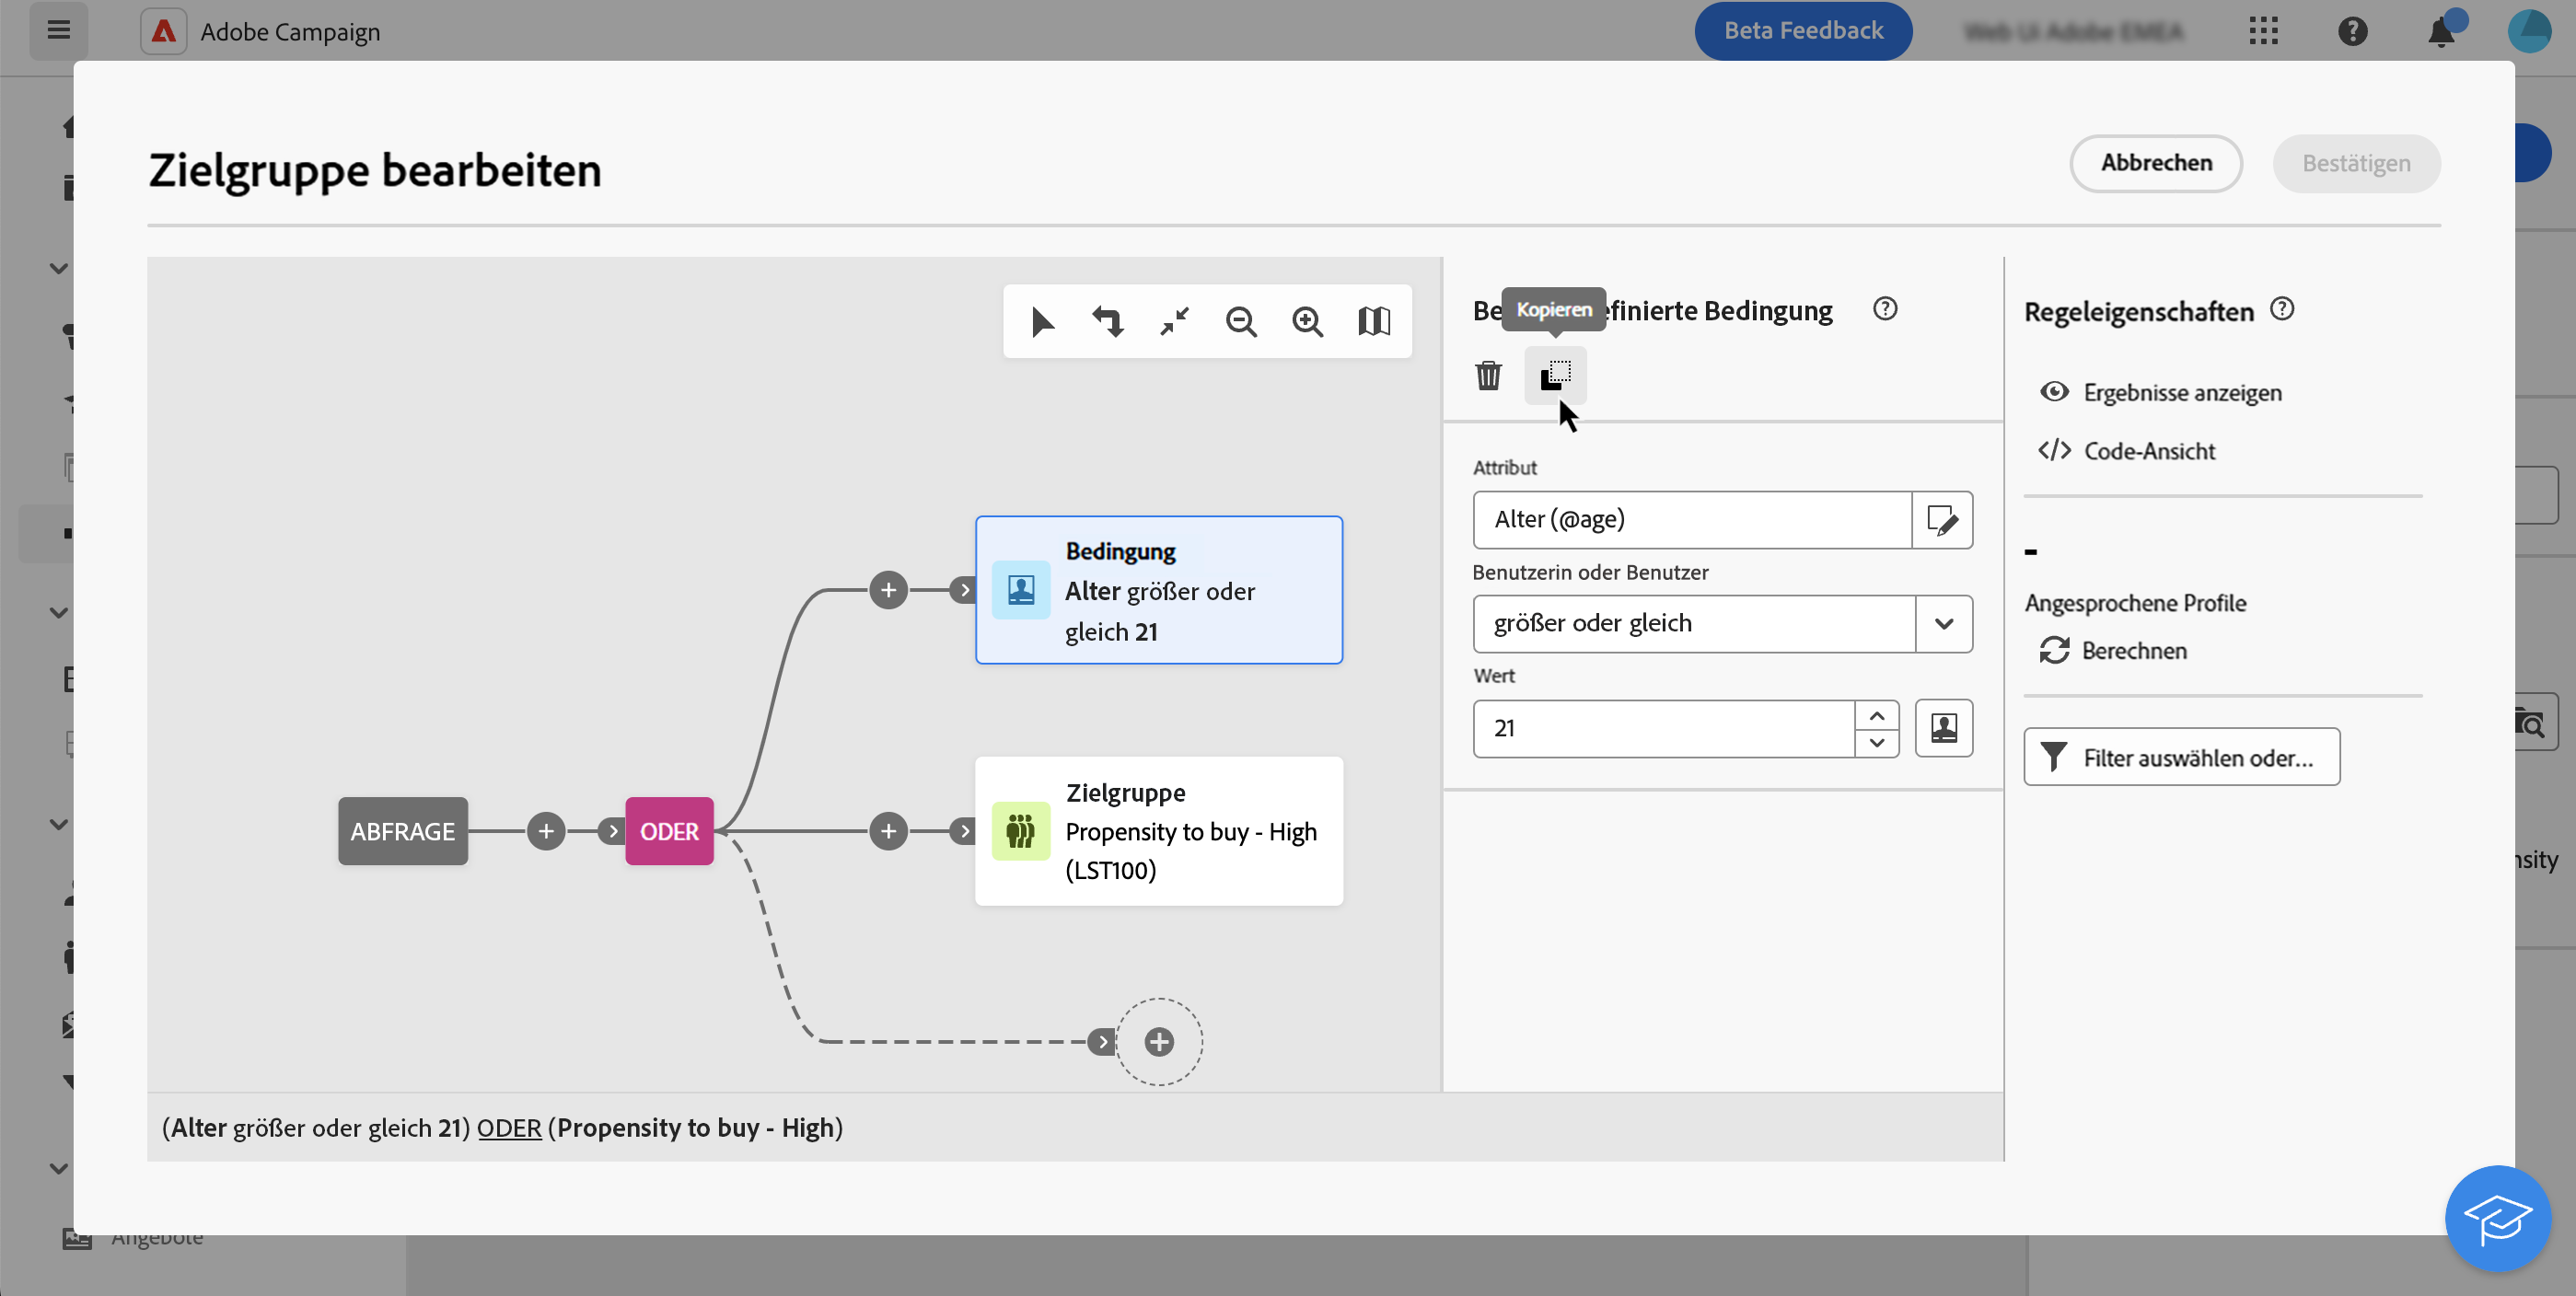 Adobe Campaign
Beta Feedback
Zielgruppe bearbeiten
Abbrechen
Bestätigen
Kopieren
finierte Bedingung
Regeleigenschaften
Ergebnisse anzeigen
Code-Ansicht
Attribut
Alter (@age)
Benutzerin oder Benutzer
größer oder gleich
Wert
21
-
Angesprochene Profile
Berechnen
Filter auswählen oder...
Bedingung
Alter größer oder
gleich 21
ABFRAGE
ODER
Zielgruppe
Propensity to buy - High
(LST100)
(Alter größer oder gleich 21) ODER (Propensity to buy - High)
Angebote